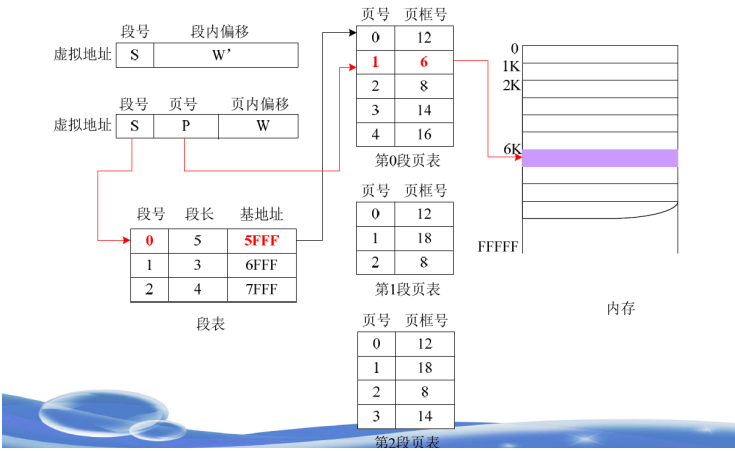 段号 段内偏移
虚拟地址 S W’
段号 页号 页内偏移
虚拟地址 S P W
段号 段长 基地址
0 5 5FFF
1 3 6FFF
2 4 7FFF
段表
页号 页框号
0 12
1 6
2 8
3 14
4 16
第0段页表
页号 页框号
0 12
1 18
2 8
第1段页表
页号 页框号
0 12
1 18
2 8
3 14
第2段页表
0
1K
2K
6K
FFFFF
内存